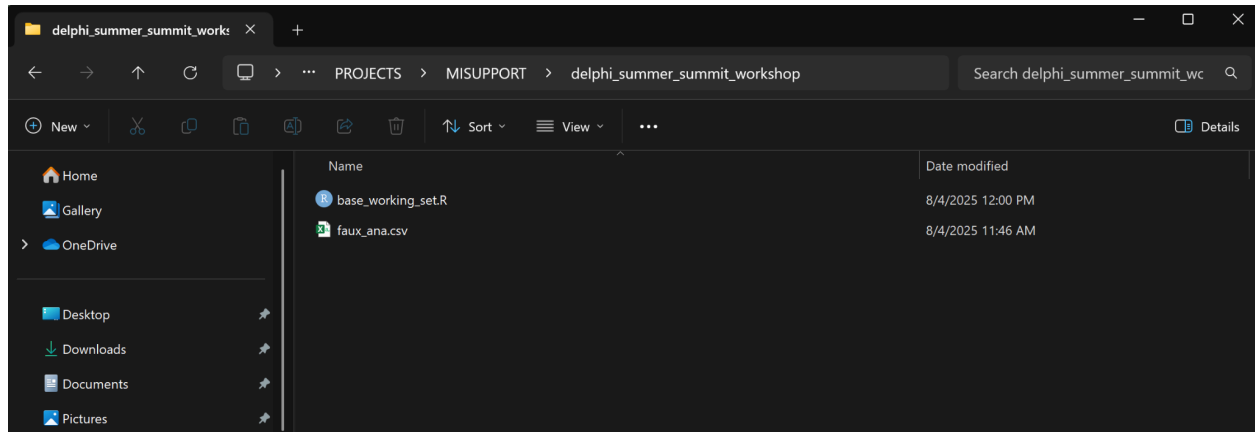 delphi_summer_summit_works
PROJECTS > MISUPPORT > delphi_summer_summit_workshop
Search delphi_summer_summit_wc
New
Sort
View
Details
Name
Date modified
Home
Gallery
OneDrive
Desktop
Downloads
Documents
Pictures
base_working_set.R
8/4/2025 12:00 PM
faux_ana.csv
8/4/2025 11:46 AM